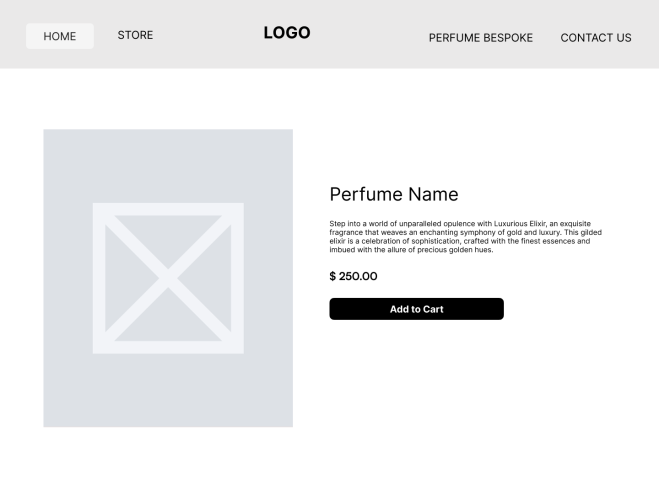 HOME
STORE
LOGO
PERFUME BESPOKE
CONTACT US
Perfume Name
Step into a world of unparalleled opulence with Luxurious Elixir, an exquisite
fragrance that weaves an enchanting symphony of gold and luxury. This gilded
elixir is a celebration of sophistication, crafted with the finest essences and
imbued with the allure of precious golden hues.
$ 250.00
Add to Cart